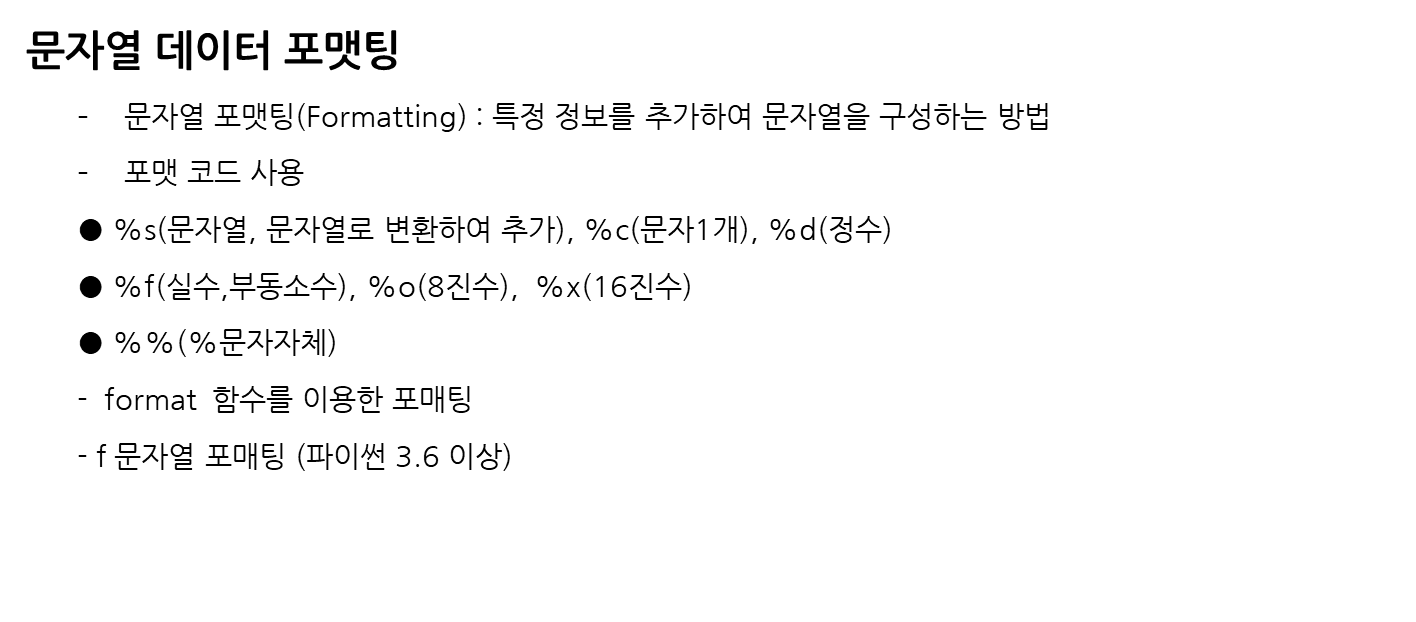 문자열 데이터 포맷팅
- 문자열 포맷팅(Formatting) : 특정 정보를 추가하여 문자열을 구성하는 방법
- 포맷 코드 사용
● %s(문자열, 문자열로 변환하여 추가), %c(문자1개), %d(정수)
● %f(실수,부동소수), %o(8진수), %x(16진수)
● %%(%문자자체)
- format 함수를 이용한 포매팅
- f 문자열 포매팅 (파이썬 3.6 이상)